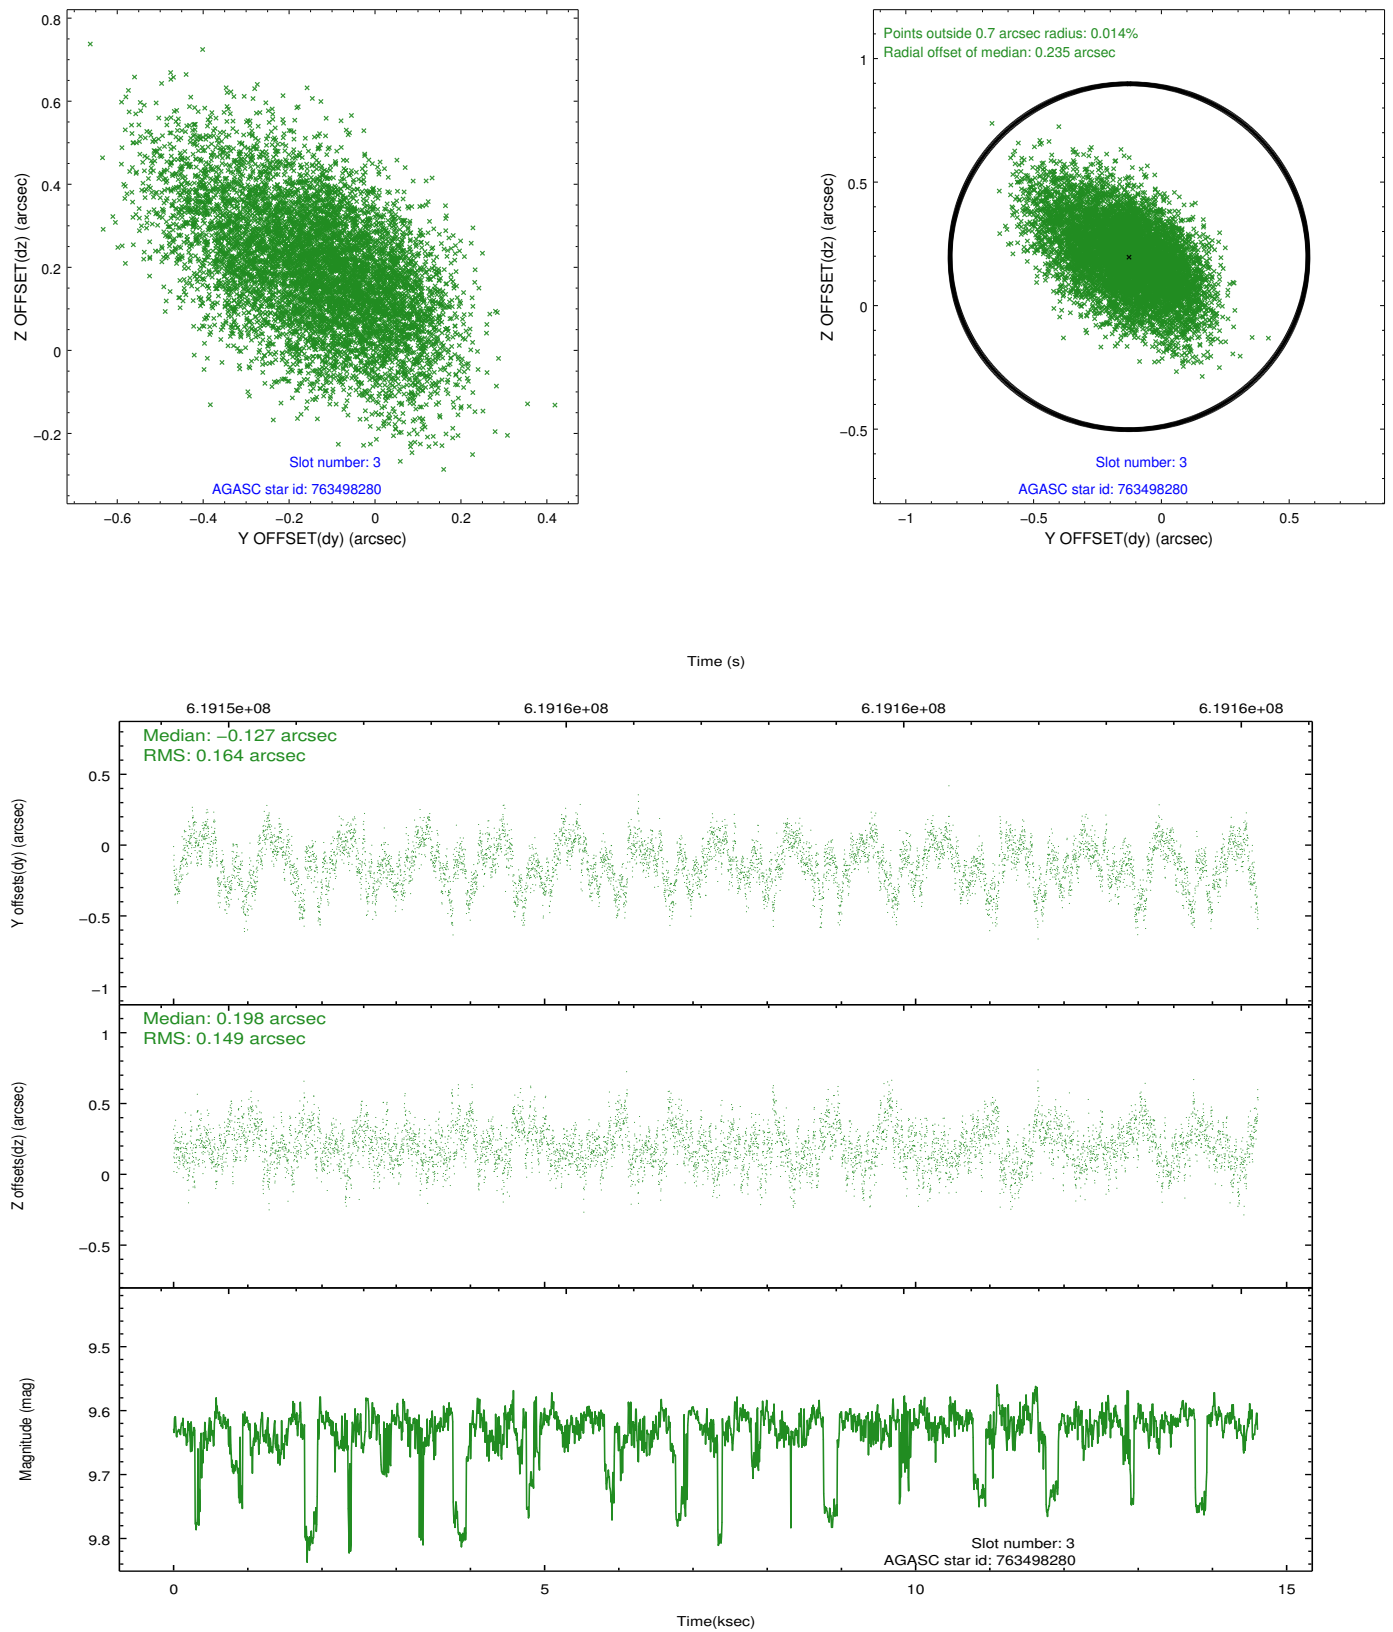 0.8
0.6
0.4
0.2
0
−0.2
Z OFFSET(dz) (arcsec)
Slot number: 3
AGASC star id: 763498280
−0.6
−0.4
−0.2
0
0.2
0.4
Y OFFSET(dy) (arcsec)
Points outside 0.7 arcsec radius: 0.014%
Radial offset of median: 0.235 arcsec
1
0.5
0
−0.5
Z OFFSET(dz) (arcsec)
Slot number: 3
AGASC star id: 763498280
−1
−0.5
0
0.5
Y OFFSET(dy) (arcsec)
Time (s)
6.1915e+08
6.1916e+08
6.1916e+08
6.1916e+08
Median: −0.127 arcsec
RMS: 0.164 arcsec
0.5
0
−0.5
−1
Y offsets(dy) (arcsec)
Median: 0.198 arcsec
RMS: 0.149 arcsec
1
0.5
0
−0.5
Z offsets(dz) (arcsec)
9.5
9.6
9.7
9.8
Magnitude (mag)
Slot number: 3
AGASC star id: 763498280
0
5
10
15
Time(ksec)